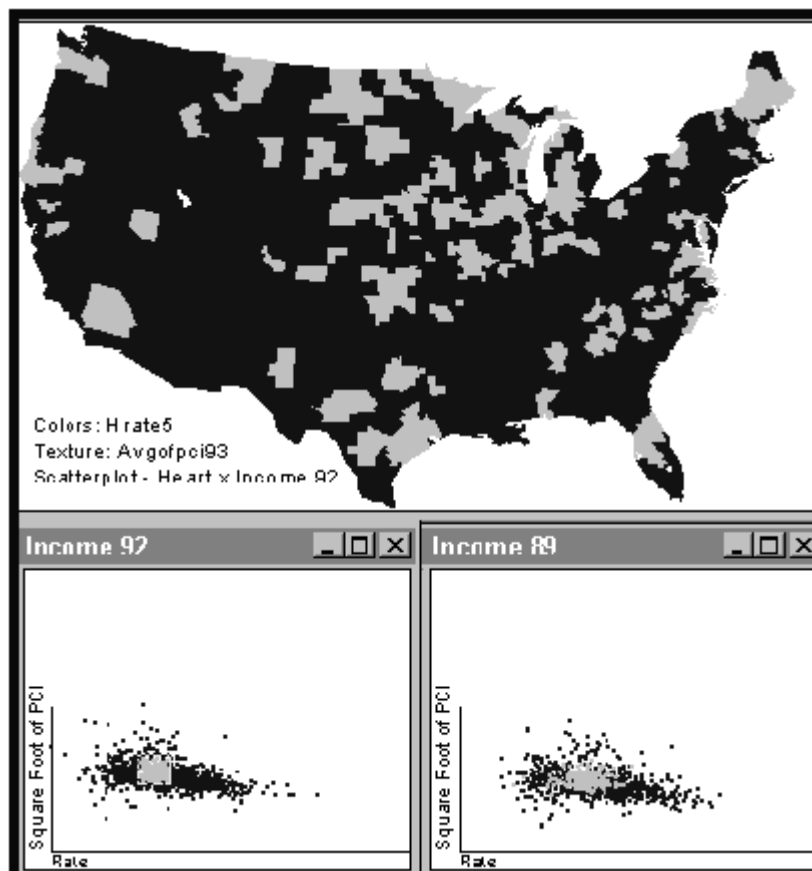 Colors: Hrate5
Texture: Avgofpci93
Scatterplot - Heart x Income 92
Income 92
Income 89
Square Foot of PCI
Rate
Square Foot of PCI
Rate